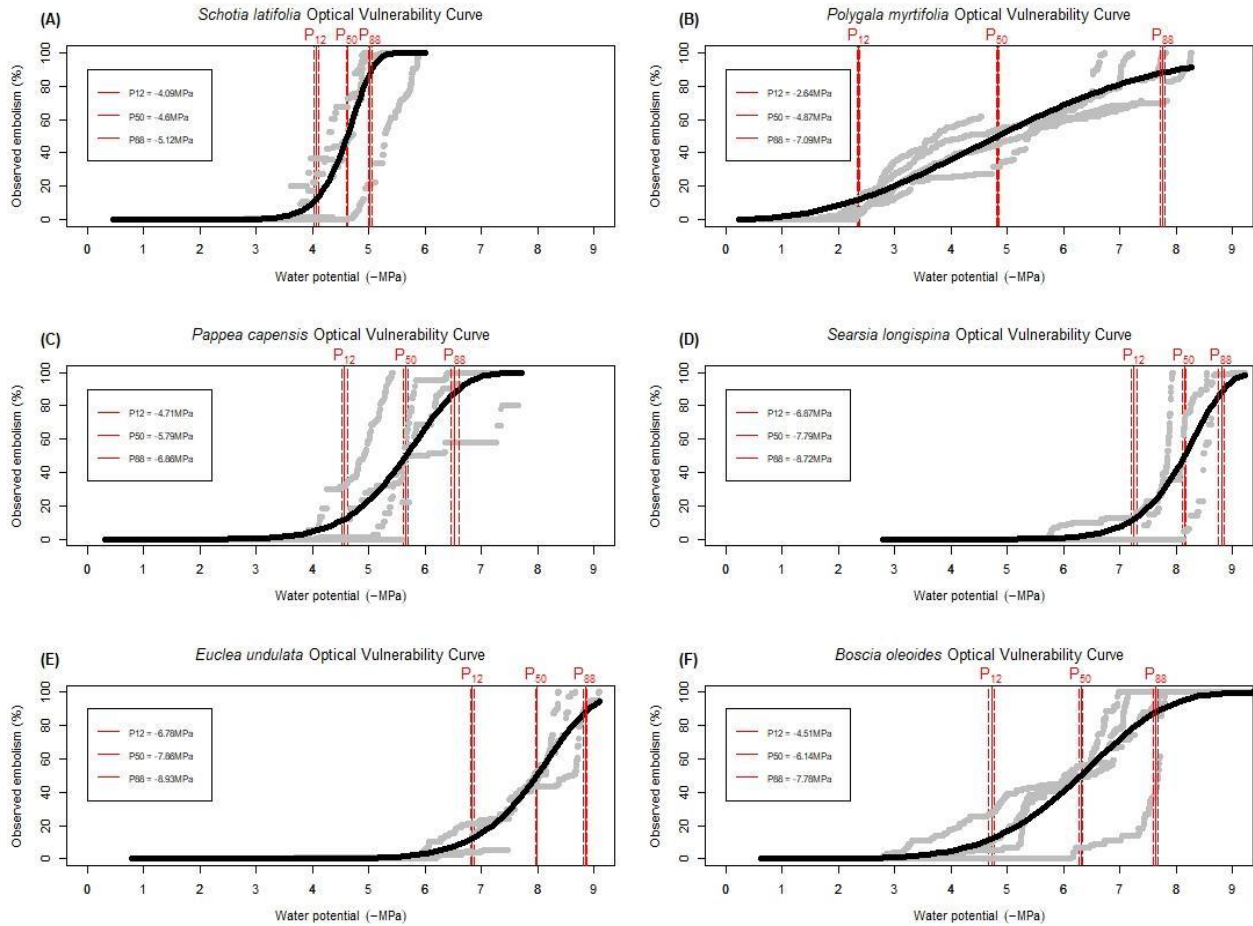 (A)
Schotia latifolia Optical Vulnerability Curve
P12 P50 P88
P12 = -4.09MPa
P50 = -4.6MPa
P88 = -5.12MPa
Observed embolism (%)
0 20 40 60 80 100
0 1 2 3 4 5 6 7 8 9
Water potential (−MPa)
(B)
Polygala myrtifolia Optical Vulnerability Curve
P12 P50 P88
P12 = -2.64MPa
P50 = -4.87MPa
P88 = -7.09MPa
Observed embolism (%)
0 20 40 60 80 100
0 1 2 3 4 5 6 7 8 9
Water potential (−MPa)
(C)
Pappea capensis Optical Vulnerability Curve
P12 P50 P88
P12 = -4.71MPa
P50 = -5.79MPa
P88 = -6.86MPa
Observed embolism (%)
0 20 40 60 80 100
0 1 2 3 4 5 6 7 8 9
Water potential (−MPa)
(D)
Searsia longispina Optical Vulnerability Curve
P12 P50 P88
P12 = -6.87MPa
P50 = -7.79MPa
P88 = -8.72MPa
Observed embolism (%)
0 20 40 60 80 100
0 1 2 3 4 5 6 7 8 9
Water potential (−MPa)
(E)
Euclea undulata Optical Vulnerability Curve
P12 P50 P88
P12 = -6.78MPa
P50 = -7.86MPa
P88 = -8.93MPa
Observed embolism (%)
0 20 40 60 80 100
0 1 2 3 4 5 6 7 8 9
Water potential (−MPa)
(F)
Boscia oleoides Optical Vulnerability Curve
P12 P50 P88
P12 = -4.51MPa
P50 = -6.14MPa
P88 = -7.78MPa
Observed embolism (%)
0 20 40 60 80 100
0 1 2 3 4 5 6 7 8 9
Water potential (−MPa)